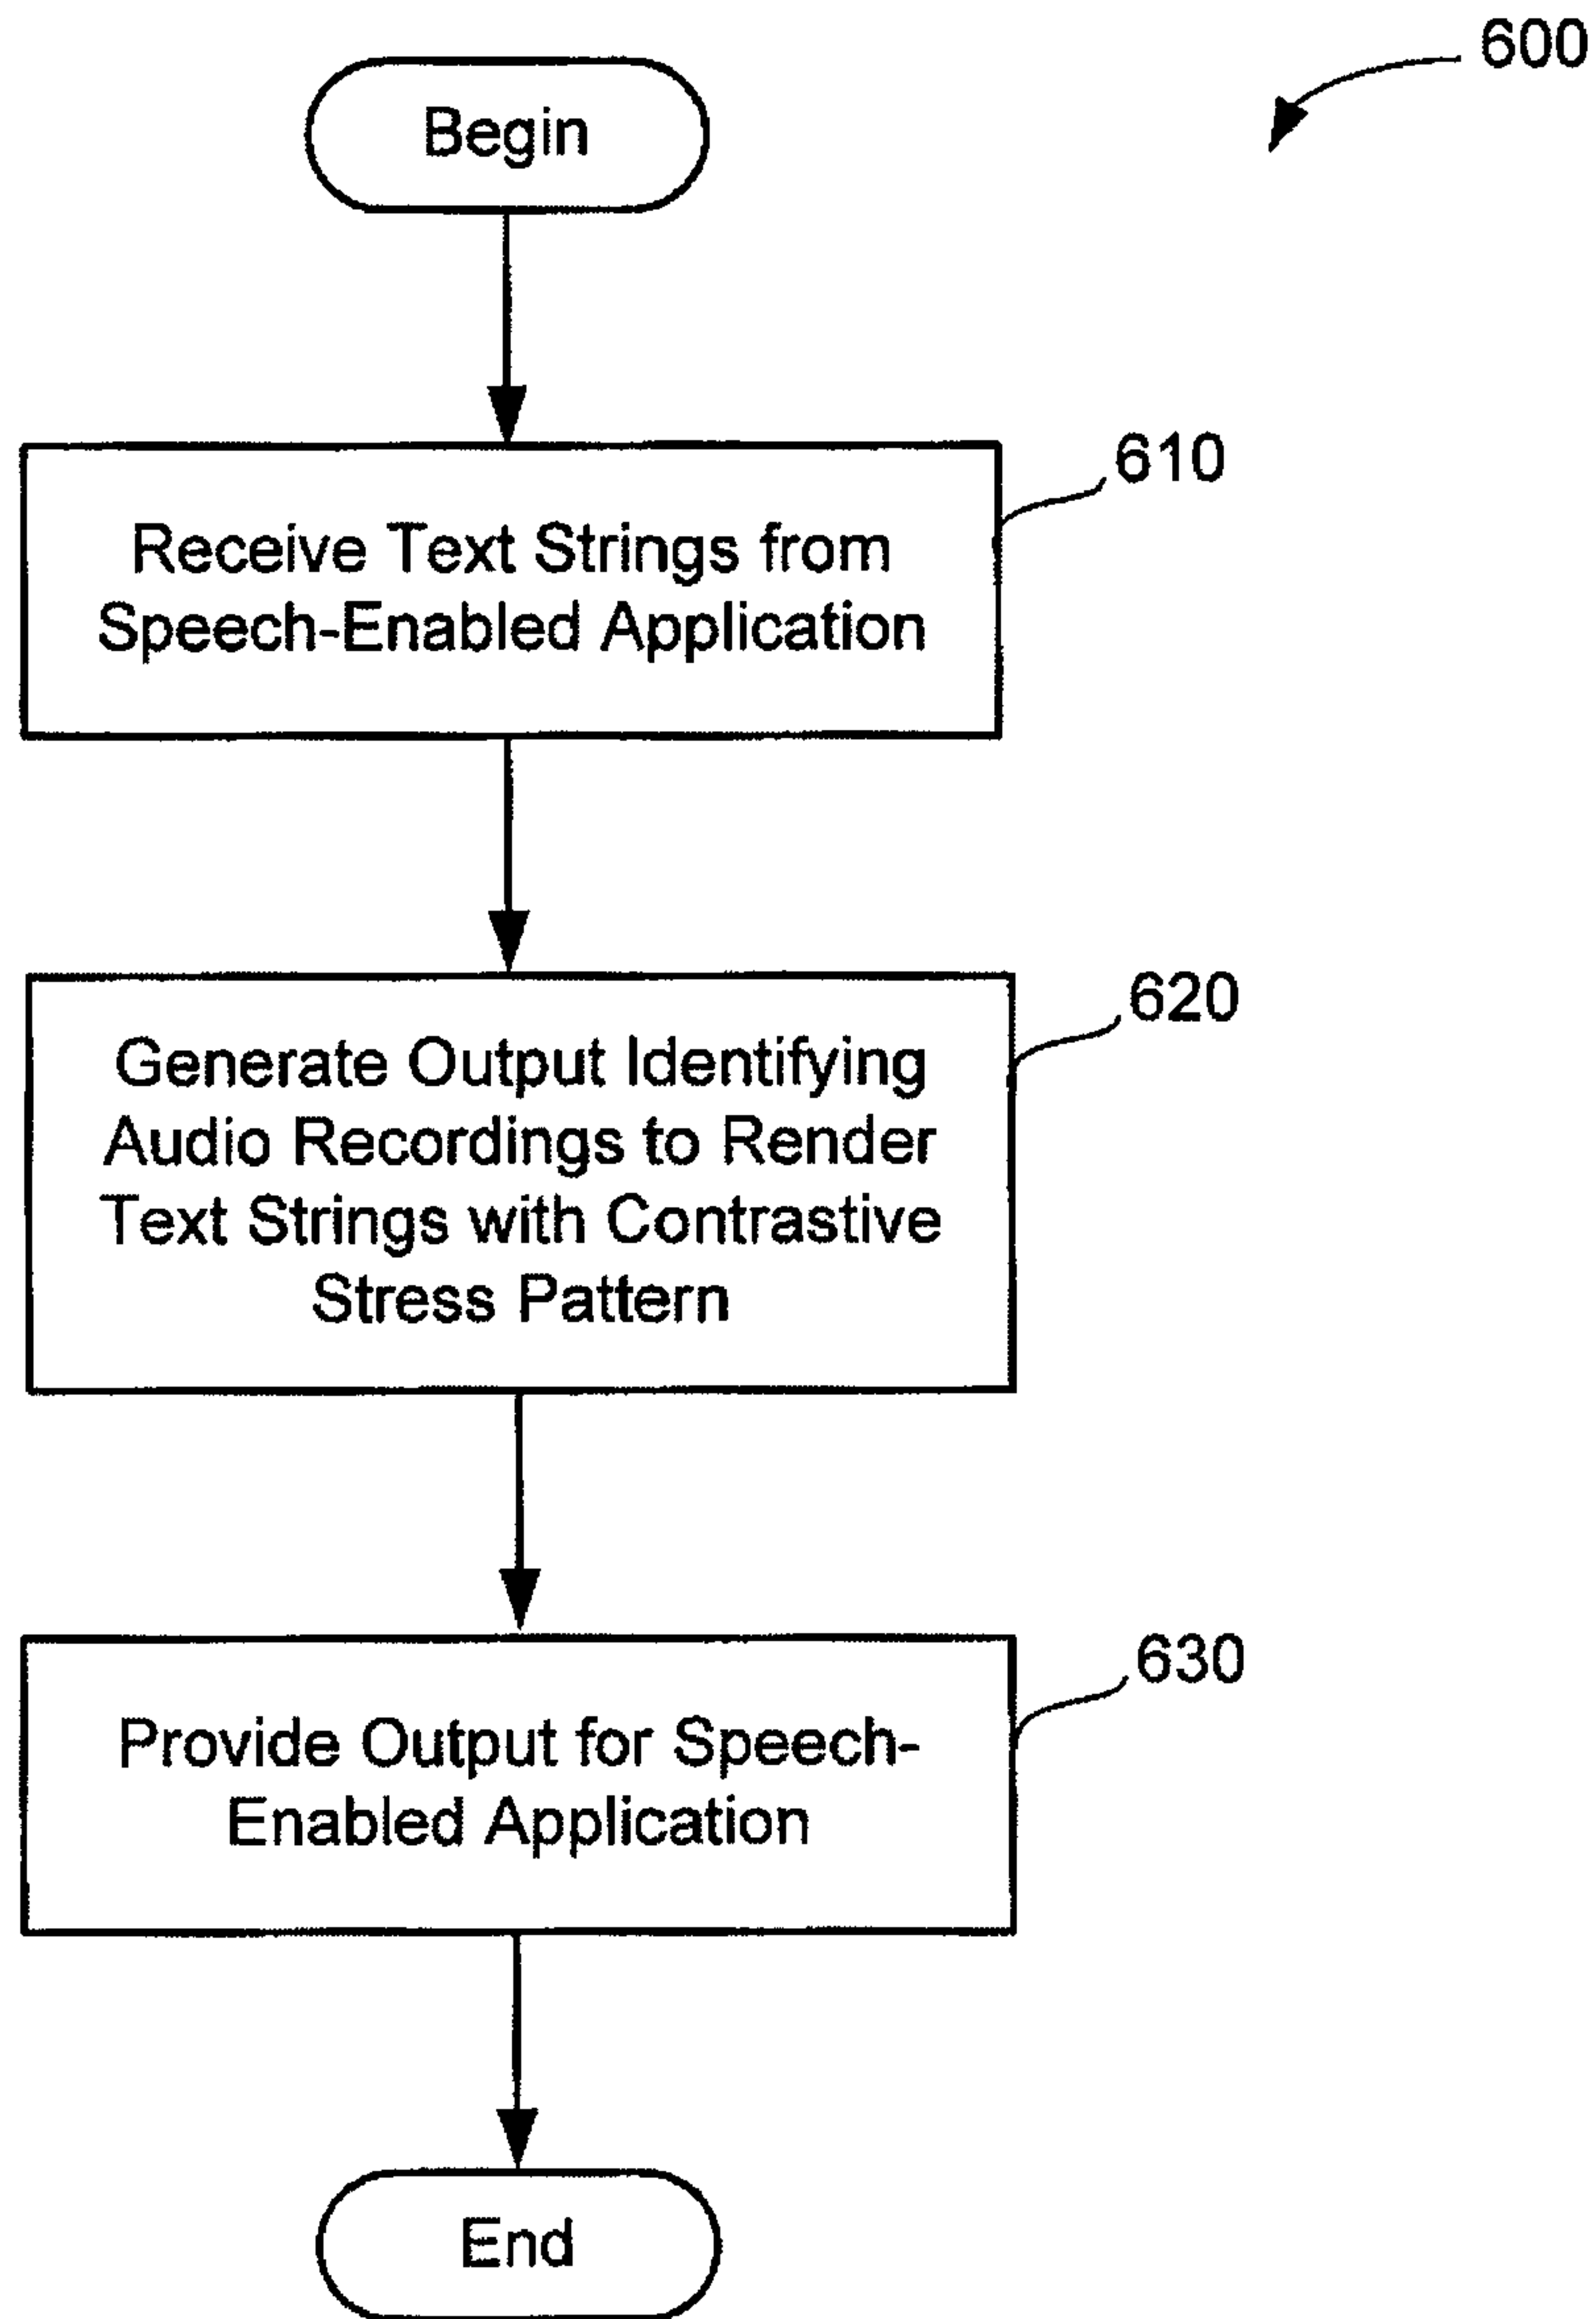 600
Begin
610
Receive Text Strings from
Speech-Enabled Application
620
Generate Output Identifying
Audio Recordings to Render
Text Strings with Contrastive
Stress Pattern
630
Provide Output for Speech-
Enabled Application
End